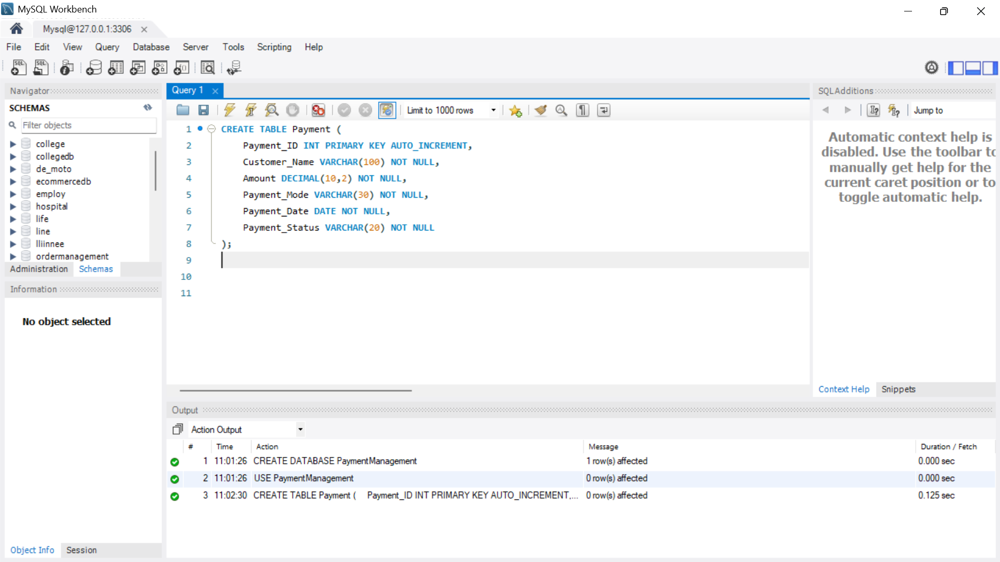 MySQL Workbench
Mysql@127.0.0.1:3306
File Edit View Query Database Server Tools Scripting Help
Navigator
SCHEMAS
Filter objects
college
collegedb
de_moto
ecommercedb
employ
hospital
life
line
lliinnee
ordermanagement
Administration Schemas
Information
No object selected
Object Info Session
Query 1
Limit to 1000 rows
1 CREATE TABLE Payment (
2 Payment_ID INT PRIMARY KEY AUTO_INCREMENT,
3 Customer_Name VARCHAR(100) NOT NULL,
4 Amount DECIMAL(10,2) NOT NULL,
5 Payment_Mode VARCHAR(30) NOT NULL,
6 Payment_Date DATE NOT NULL,
7 Payment_Status VARCHAR(20) NOT NULL
8 );
9
10
11
SQLAdditions
Jump to
Automatic context help is
disabled. Use the toolbar to
manually get help for the
current caret position or to
toggle automatic help.
Context Help Snippets
Output
Action Output
# Time Action Message Duration / Fetch
1 11:01:26 CREATE DATABASE PaymentManagement 1 row(s) affected 0.000 sec
2 11:01:26 USE PaymentManagement 0 row(s) affected 0.000 sec
3 11:02:30 CREATE TABLE Payment ( Payment_ID INT PRIMARY KEY AUTO_INCREMENT,... 0 row(s) affected 0.125 sec